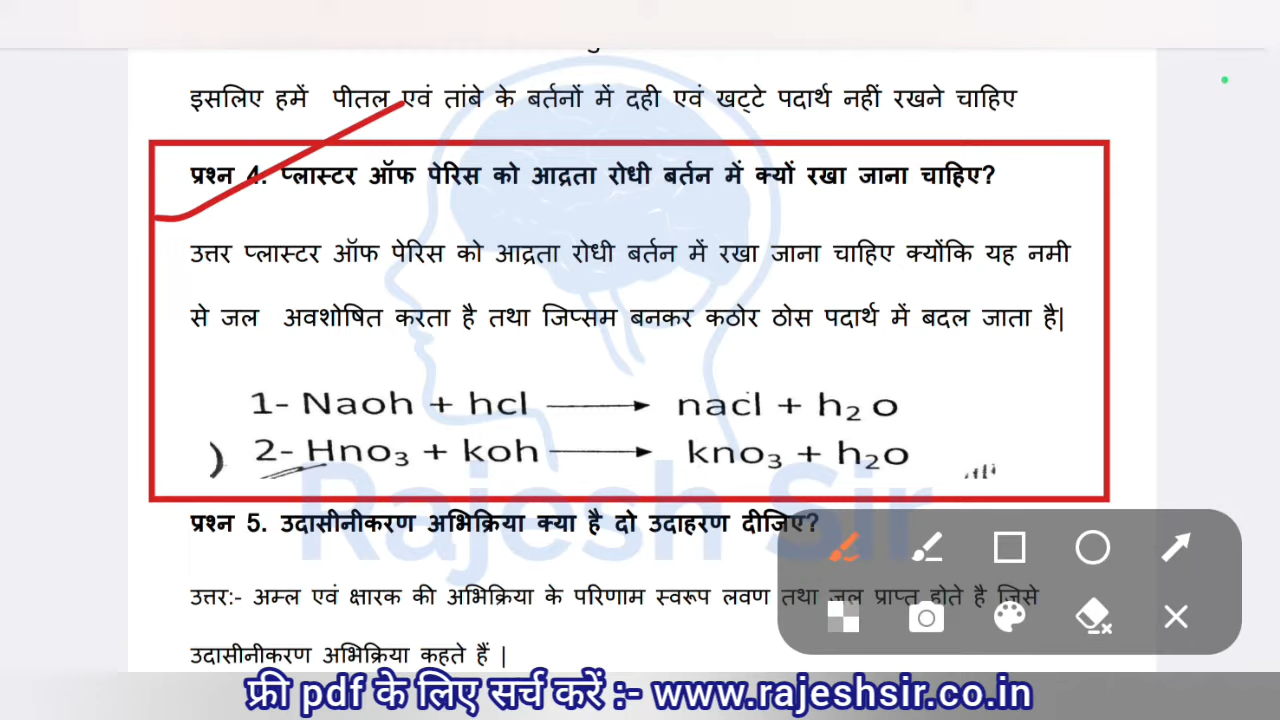 इसलिए हमें पीतल एवं तांबे के बर्तनों में दही एवं खट्टे पदार्थ नहीं रखने चाहिए
प्रश्न 4. प्लास्टर ऑफ पेरिस को आद्रता रोधी बर्तन में क्यों रखा जाना चाहिए?
उत्तर प्लास्टर ऑफ पेरिस को आद्रता रोधी बर्तन में रखा जाना चाहिए क्योंकि यह नमी
से जल अवशोषित करता है तथा जिप्सम बनकर कठोर ठोस पदार्थ में बदल जाता है|
1- Naoh + hcl ⟶ nacl + h₂ o
) 2- Hno₃ + koh ⟶ kno₃ + h₂o
Rajesh Sir
प्रश्न 5. उदासीनीकरण अभिक्रिया क्या है दो उदाहरण दीजिए?
उत्तर:- अम्ल एवं क्षारक की अभिक्रिया के परिणाम स्वरूप लवण तथा जल प्राप्त होते है जिसे
उदासीनीकरण अभिक्रिया कहते हैं |
फ्री pdf के लिए सर्च करें :- www.rajeshsir.co.in